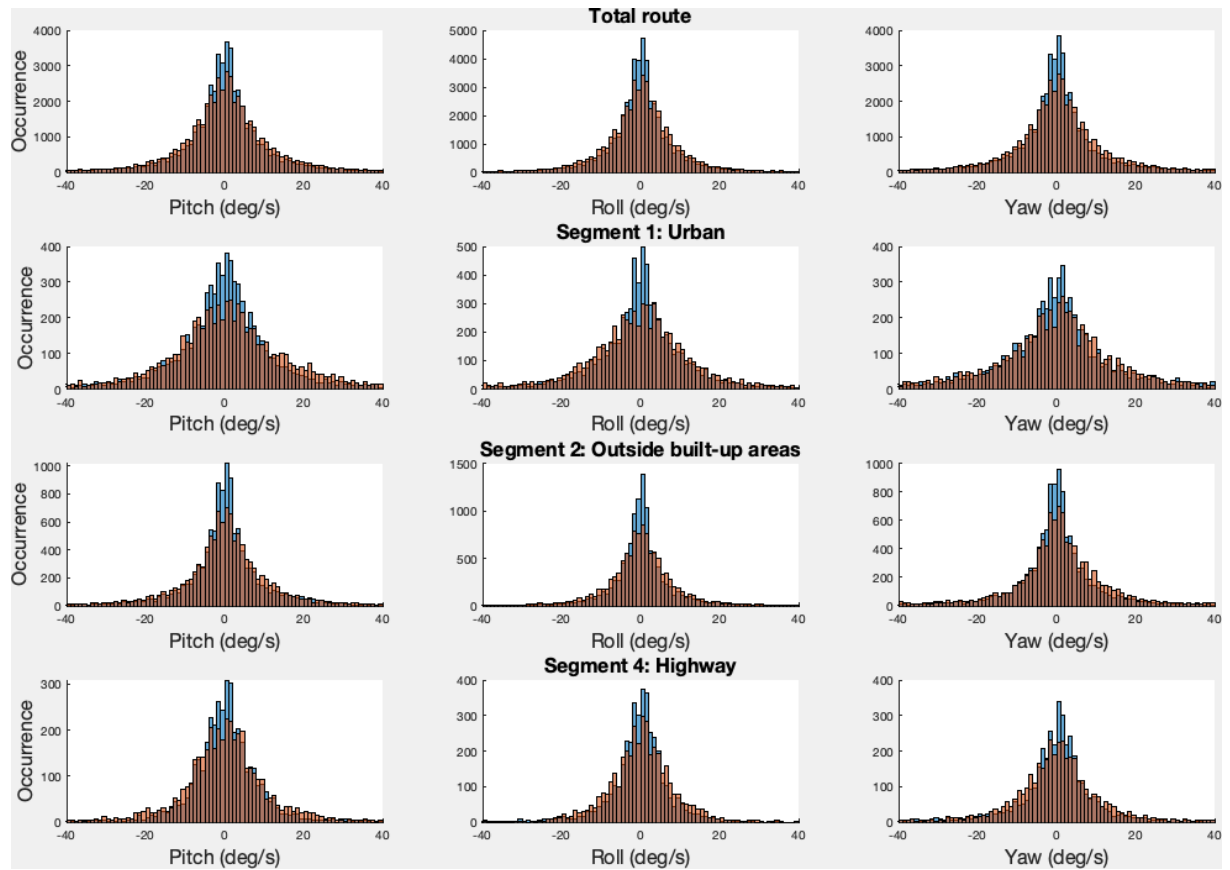 Total route
4000 3000 2000 1000 0
Occurrence
-40 -20 0 20 40
Pitch (deg/s)
5000 4000 3000 2000 1000 0
-40 -20 0 20 40
Roll (deg/s)
4000 3000 2000 1000 0
-40 -20 0 20 40
Yaw (deg/s)
Segment 1: Urban
400 300 200 100 0
Occurrence
-40 -20 0 20 40
Pitch (deg/s)
500 400 300 200 100 0
-40 -20 0 20 40
Roll (deg/s)
400 300 200 100 0
-40 -20 0 20 40
Yaw (deg/s)
Segment 2: Outside built-up areas
1000 800 600 400 200 0
Occurrence
-40 -20 0 20 40
Pitch (deg/s)
1500 1000 500 0
-40 -20 0 20 40
Roll (deg/s)
1000 800 600 400 200 0
-40 -20 0 20 40
Yaw (deg/s)
Segment 4: Highway
300 200 100 0
Occurrence
-40 -20 0 20 40
Pitch (deg/s)
400 300 200 100 0
-40 -20 0 20 40
Roll (deg/s)
400 300 200 100 0
-40 -20 0 20 40
Yaw (deg/s)